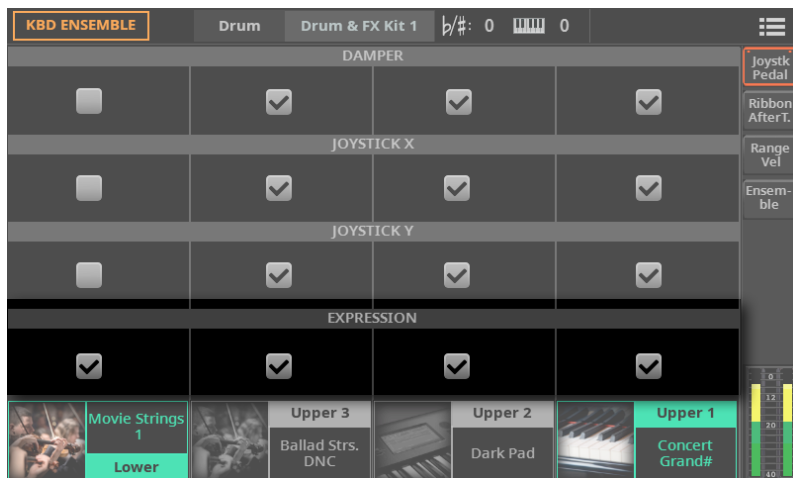 KBD ENSEMBLE Drum Drum & FX Kit 1 ♭/#: 0 0
DAMPER
Joystk
Pedal
Ribbon
AfterT.
JOYSTICK X
Range
Vel
Ensem-
ble
JOYSTICK Y
EXPRESSION
0
12
20
40
Movie Strings
1
Lower
Upper 3
Ballad Strs.
DNC
Upper 2
Dark Pad
Upper 1
Concert
Grand#